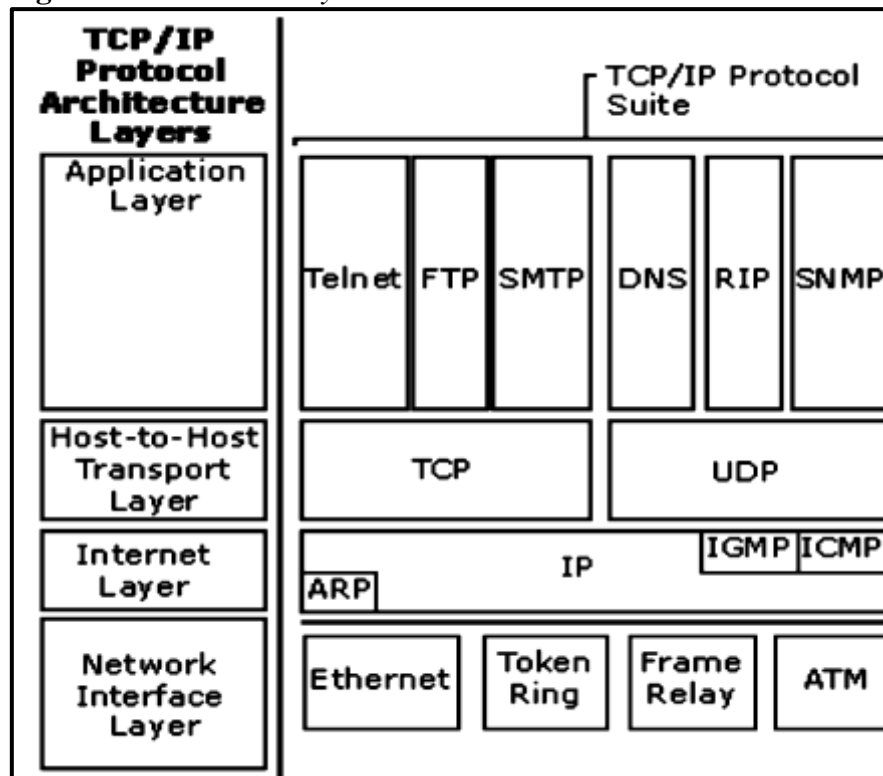 TCP/IP
Protocol
Architecture
Layers
TCP/IP Protocol
Suite
Application
Layer
Telnet
FTP
SMTP
DNS
RIP
SNMP
Host-to-Host
Transport
Layer
TCP
UDP
Internet
Layer
ARP
IP
IGMP
ICMP
Network
Interface
Layer
Ethernet
Token
Ring
Frame
Relay
ATM